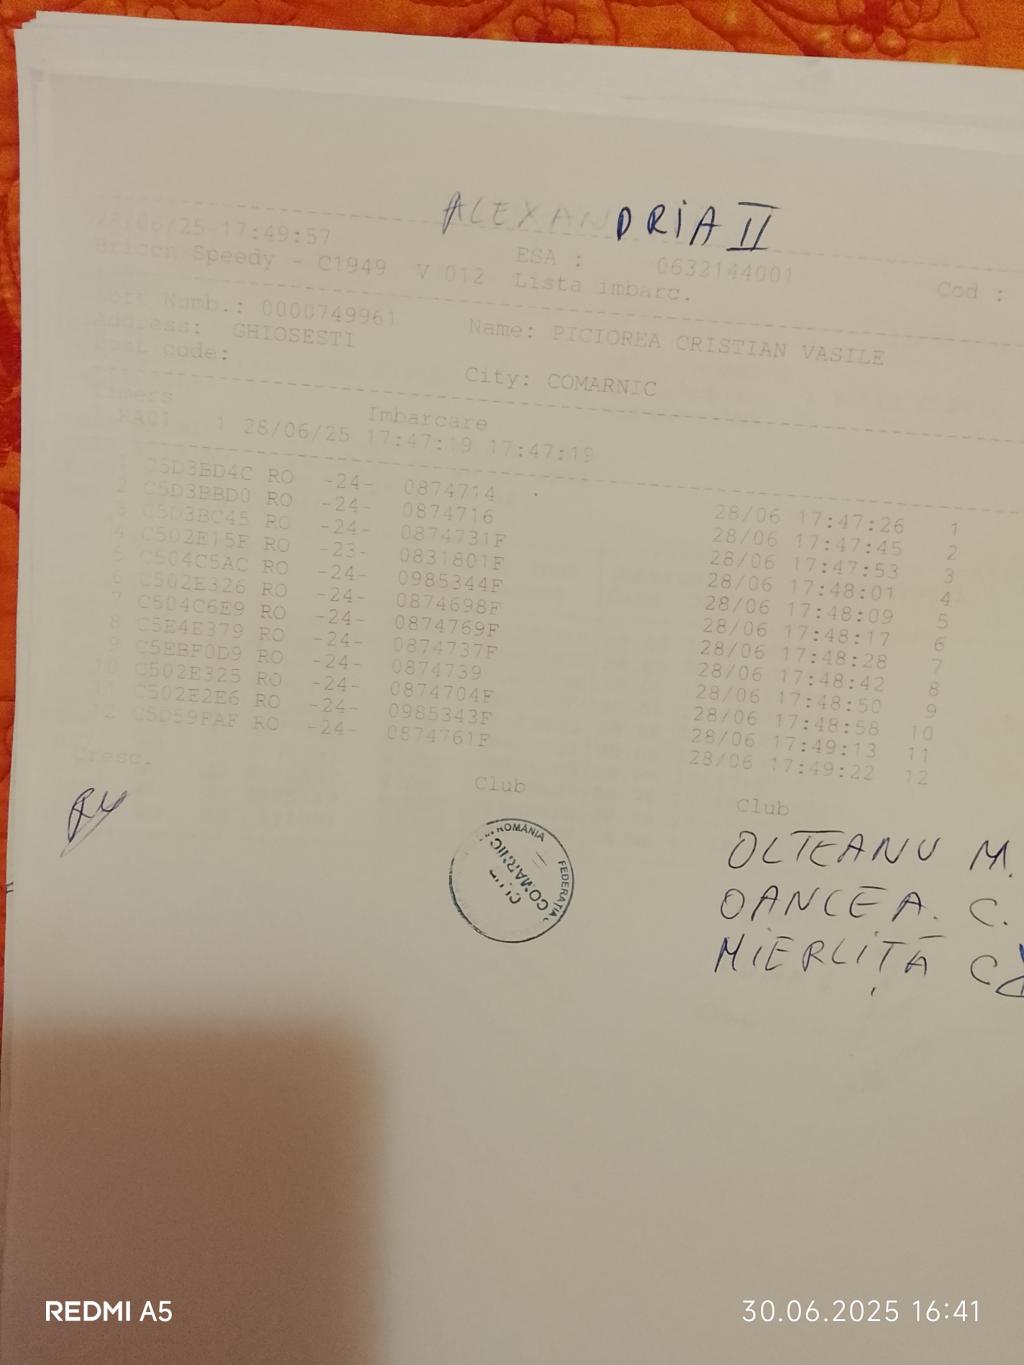 ALEXANDRIA II
28/06/25-17:49:57 ESA : 0632144001 Cod :
Bricon Speedy - C1949 V 012 Lista imbarc.
Lott Numb.: 0000749961 Name: PICIOREA CRISTIAN VASILE
Address: GHIOSESTI
Post code: City: COMARNIC
Timers Imbarcare
1 BA01 1 28/06/25 17:47:19 17:47:19
1 C5D3BD4C RO -24- 0874714 28/06 17:47:26 1
2 C5D3BBD0 RO -24- 0874716 28/06 17:47:45 2
3 C5D3BC45 RO -24- 0874731F 28/06 17:47:53 3
4 C502E15F RO -23- 0831801F 28/06 17:48:01 4
5 C504C5AC RO -24- 0985344F 28/06 17:48:09 5
6 C502E326 RO -24- 0874698F 28/06 17:48:17 6
7 C504C6E9 RO -24- 0874769F 28/06 17:48:28 7
8 C5E4E379 RO -24- 0874737F 28/06 17:48:42 8
9 C5EBF0D9 RO -24- 0874739 28/06 17:48:50 9
10 C502E325 RO -24- 0874704F 28/06 17:48:58 10
11 C502E2E6 RO -24- 0985343F 28/06 17:49:13 11
12 C5D59FAF RO -24- 0874761F 28/06 17:49:22 12
Cresc. Club Club
ROMANIA
FEDERATIA
COMARNIC
OLTEANU M.
OANCEA. C.
MIERLIȚĂ C
REDMI A5
30.06.2025 16:41